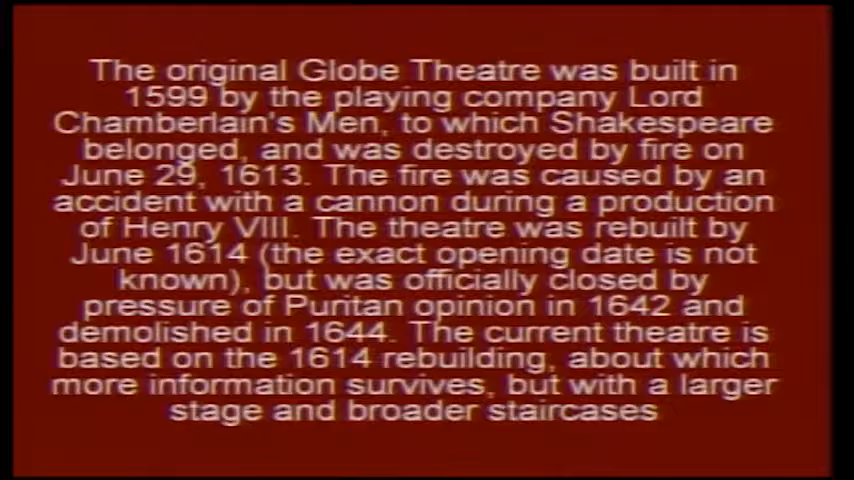 The original Globe Theatre was built in
1599 by the playing company Lord
Chamberlain's Men, to which Shakespeare
belonged, and was destroyed by fire on
June 29, 1613. The fire was caused by an
accident with a cannon during a production
of Henry VIII. The theatre was rebuilt by
June 1614 (the exact opening date is not
known), but was officially closed by
pressure of Puritan opinion in 1642 and
demolished in 1644. The current theatre is
based on the 1614 rebuilding, about which
more information survives, but with a larger
stage and broader staircases